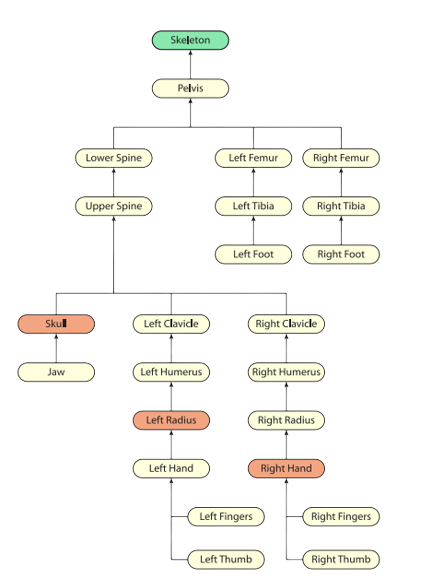 Skeleton
Pelvis
Lower Spine
Left Femur
Right Femur
Upper Spine
Left Tibia
Right Tibia
Left Foot
Right Foot
Skull
Left Clavicle
Right Clavicle
Jaw
Left Humerus
Right Humerus
Left Radius
Right Radius
Left Hand
Right Hand
Left Fingers
Right Fingers
Left Thumb
Right Thumb